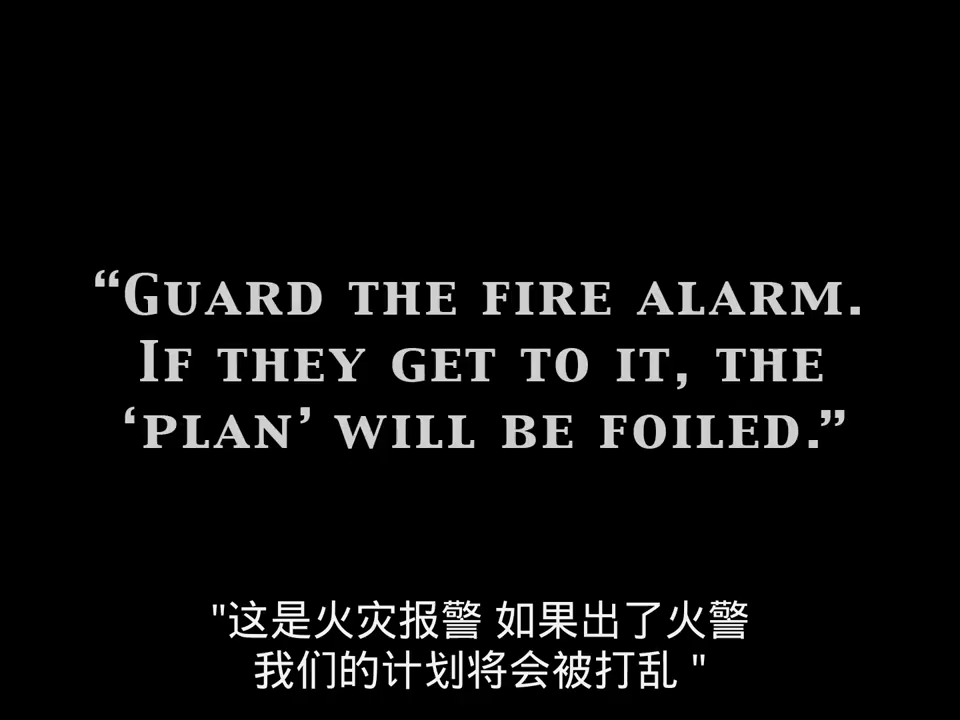 “Guard the fire alarm.
If they get to it, the
‘plan’ will be foiled.”
"这是火灾报警 如果出了火警
我们的计划将会被打乱 "